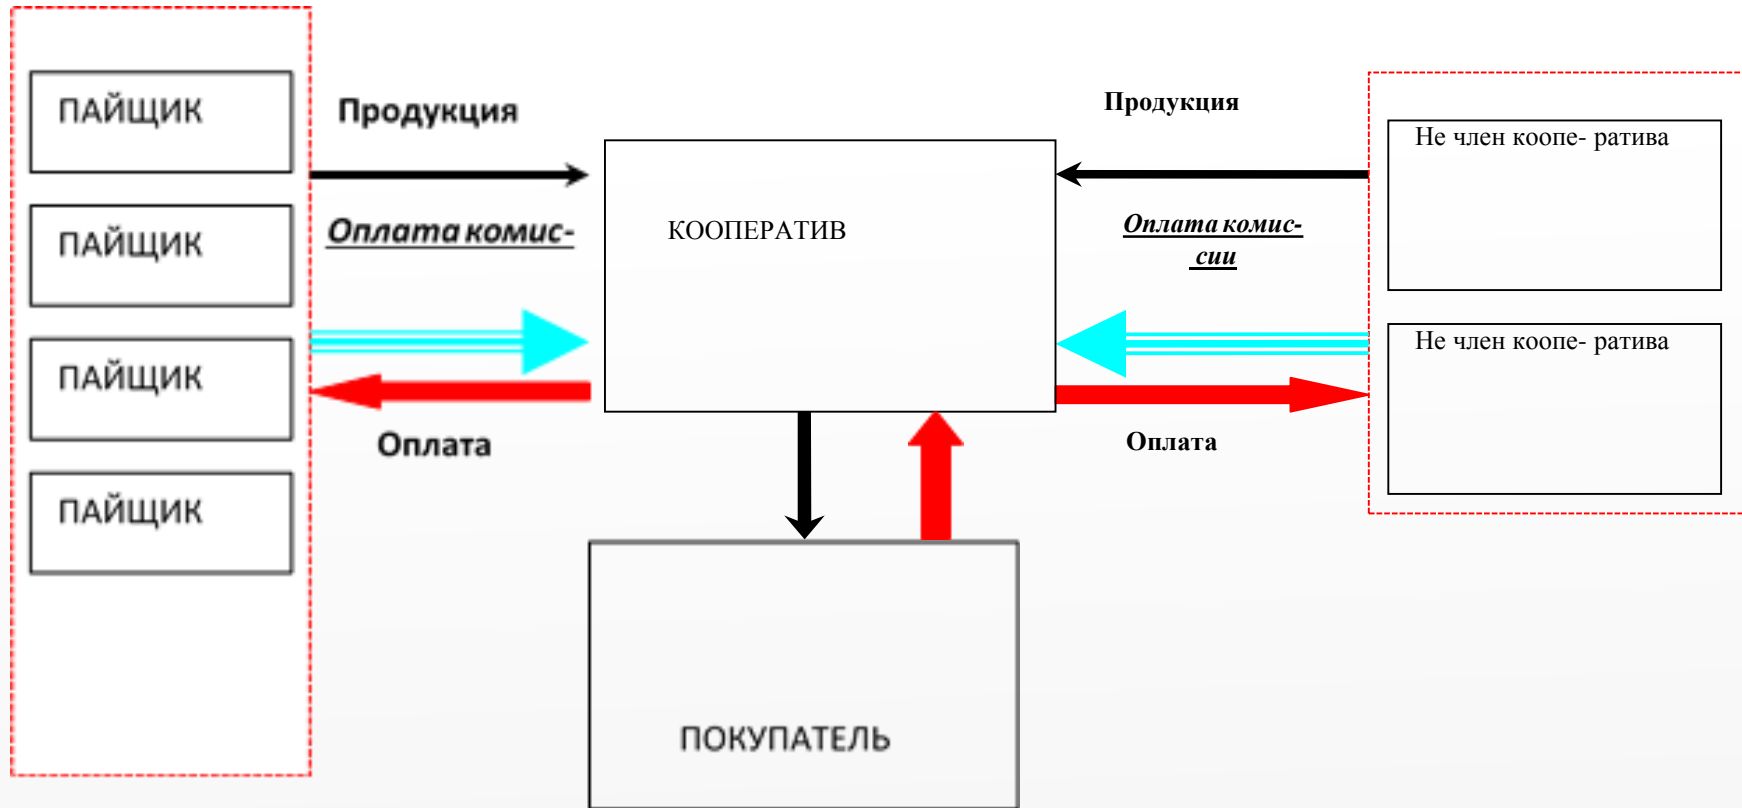 ПАЙЩИК
ПАЙЩИК
ПАЙЩИК
ПАЙЩИК
Продукция
Оплата комис-
Оплата
КООПЕРАТИВ
ПОКУПАТЕЛЬ
Продукция
Оплата комис-
сии
Оплата
Не член коопе- ратива
Не член коопе- ратива